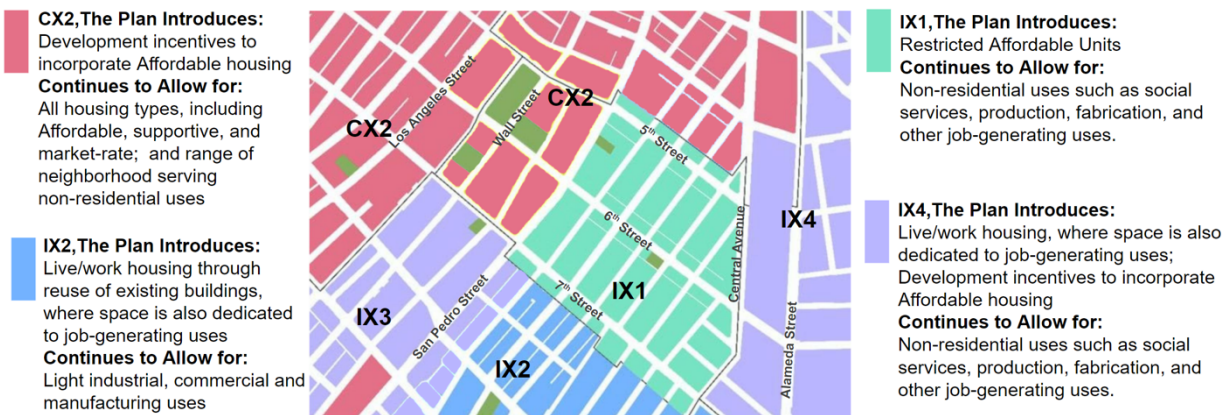 CX2,The Plan Introduces:
Development incentives to
incorporate Affordable housing
Continues to Allow for:
All housing types, including
Affordable, supportive, and
market-rate;  and range of
neighborhood serving
non-residential uses
IX2,The Plan Introduces:
Live/work housing through
reuse of existing buildings,
where space is also dedicated
to job-generating uses
Continues to Allow for:
Light industrial, commercial and
manufacturing uses
CX2
Los Angeles Street
Wall Street
CX2
5th Street
6th Street
7th Street
San Pedro Street
Central Avenue
Alameda Street
IX4
IX1
IX3
IX2
IX1,The Plan Introduces:
Restricted Affordable Units
Continues to Allow for:
Non-residential uses such as social
services, production, fabrication, and
other job-generating uses.
IX4,The Plan Introduces:
Live/work housing, where space is also
dedicated to job-generating uses;
Development incentives to incorporate
Affordable housing
Continues to Allow for:
Non-residential uses such as social
services, production, fabrication, and
other job-generating uses.